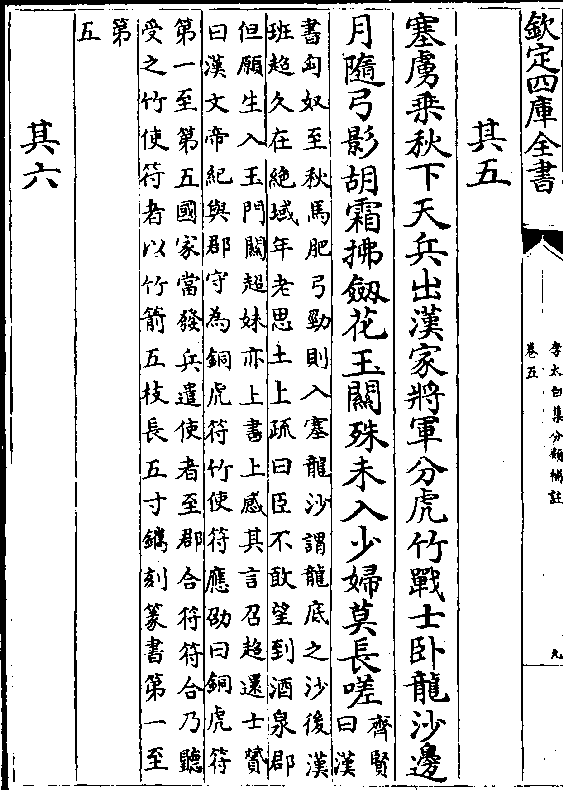 欽定四庫全書
李太白集分類補註
卷五
九
其五
塞虜乘秋下天兵出漢家將軍分虎竹戰士卧龍沙邊
月隨弓影胡霜拂劔花玉關殊未入少婦莫長嗟
齊賢
曰漢
書匈奴至秋馬肥弓勁則入塞龍沙謂龍底之沙後漢
班超久在絶域年老思土上疏曰臣不敢望到酒泉郡
但願生入玉門關超妹亦上書上感其言召超還士贇
曰漢文帝紀與郡守為銅虎符竹使符應劭曰銅虎符
第一至第五國家當發兵遣使者至郡合符符合乃聽
受之竹使符者以竹箭五枝長五寸鐫刻篆書第一至
第
五
其六